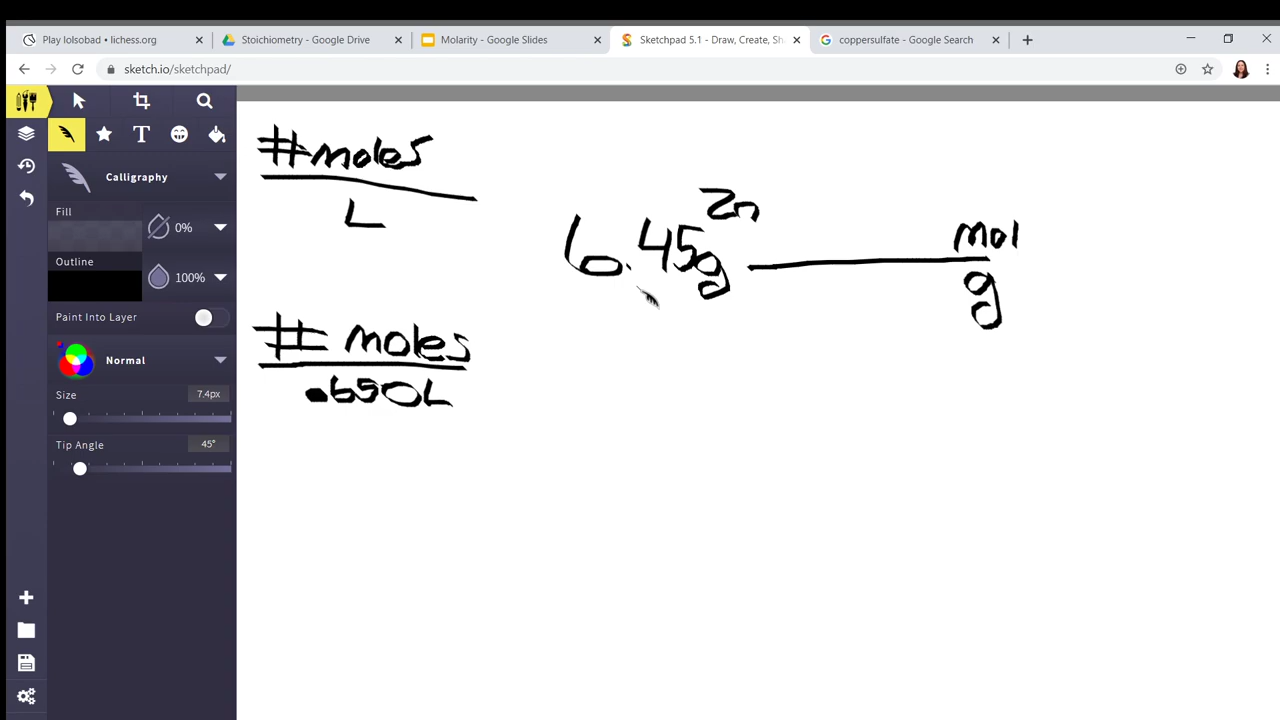 Play lolsobad • lichess.org
Stoichiometry - Google Drive
Molarity - Google Slides
Sketchpad 5.1 - Draw, Create, Sh
coppersulfate - Google Search
sketch.io/sketchpad/
Calligraphy
Fill
0%
Outline
100%
Paint Into Layer
Normal
Size
7.4px
Tip Angle
45°
# moles
L
6.45g Zn
mol
g
# moles
.650L